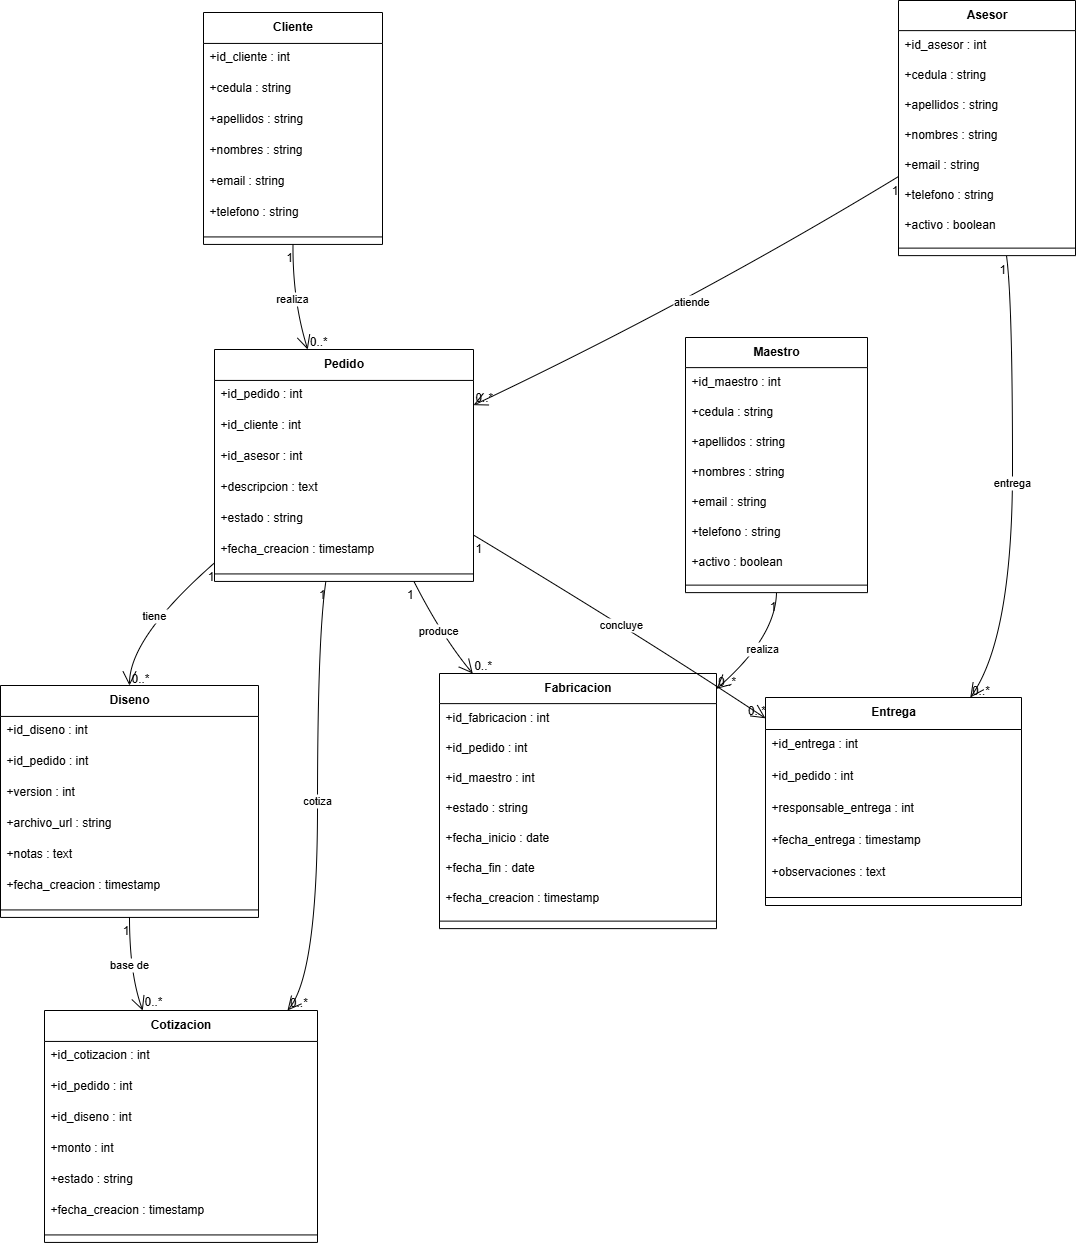 Cliente
+id_cliente : int
+cedula : string
+apellidos : string
+nombres : string
+email : string
+telefono : string
1
realiza
0..*
Asesor
+id_asesor : int
+cedula : string
+apellidos : string
+nombres : string
+email : string
+telefono : string
+activo : boolean
1
atiende
0..*
1
entrega
0..*
Pedido
+id_pedido : int
+id_cliente : int
+id_asesor : int
+descripcion : text
+estado : string
+fecha_creacion : timestamp
1
tiene
0..*
1
cotiza
0..*
1
produce
0..*
1
concluye
0..*
Maestro
+id_maestro : int
+cedula : string
+apellidos : string
+nombres : string
+email : string
+telefono : string
+activo : boolean
1
realiza
0..*
Diseno
+id_diseno : int
+id_pedido : int
+version : int
+archivo_url : string
+notas : text
+fecha_creacion : timestamp
1
base de
0..*
Fabricacion
+id_fabricacion : int
+id_pedido : int
+id_maestro : int
+estado : string
+fecha_inicio : date
+fecha_fin : date
+fecha_creacion : timestamp
Entrega
+id_entrega : int
+id_pedido : int
+responsable_entrega : int
+fecha_entrega : timestamp
+observaciones : text
Cotizacion
+id_cotizacion : int
+id_pedido : int
+id_diseno : int
+monto : int
+estado : string
+fecha_creacion : timestamp